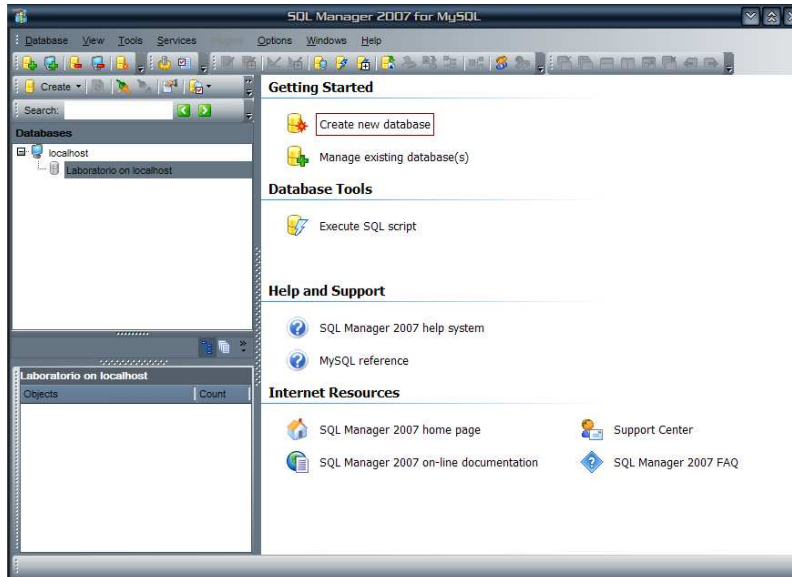 SQL Manager 2007 for MySQL
Database View Tools Services Plugins Options Windows Help
Create
Search:
Databases
localhost
Laboratorio on localhost
Laboratorio on localhost
Objects Count
Getting Started
Create new database
Manage existing database(s)
Database Tools
Execute SQL script
Help and Support
SQL Manager 2007 help system
MySQL reference
Internet Resources
SQL Manager 2007 home page Support Center
SQL Manager 2007 on-line documentation SQL Manager 2007 FAQ